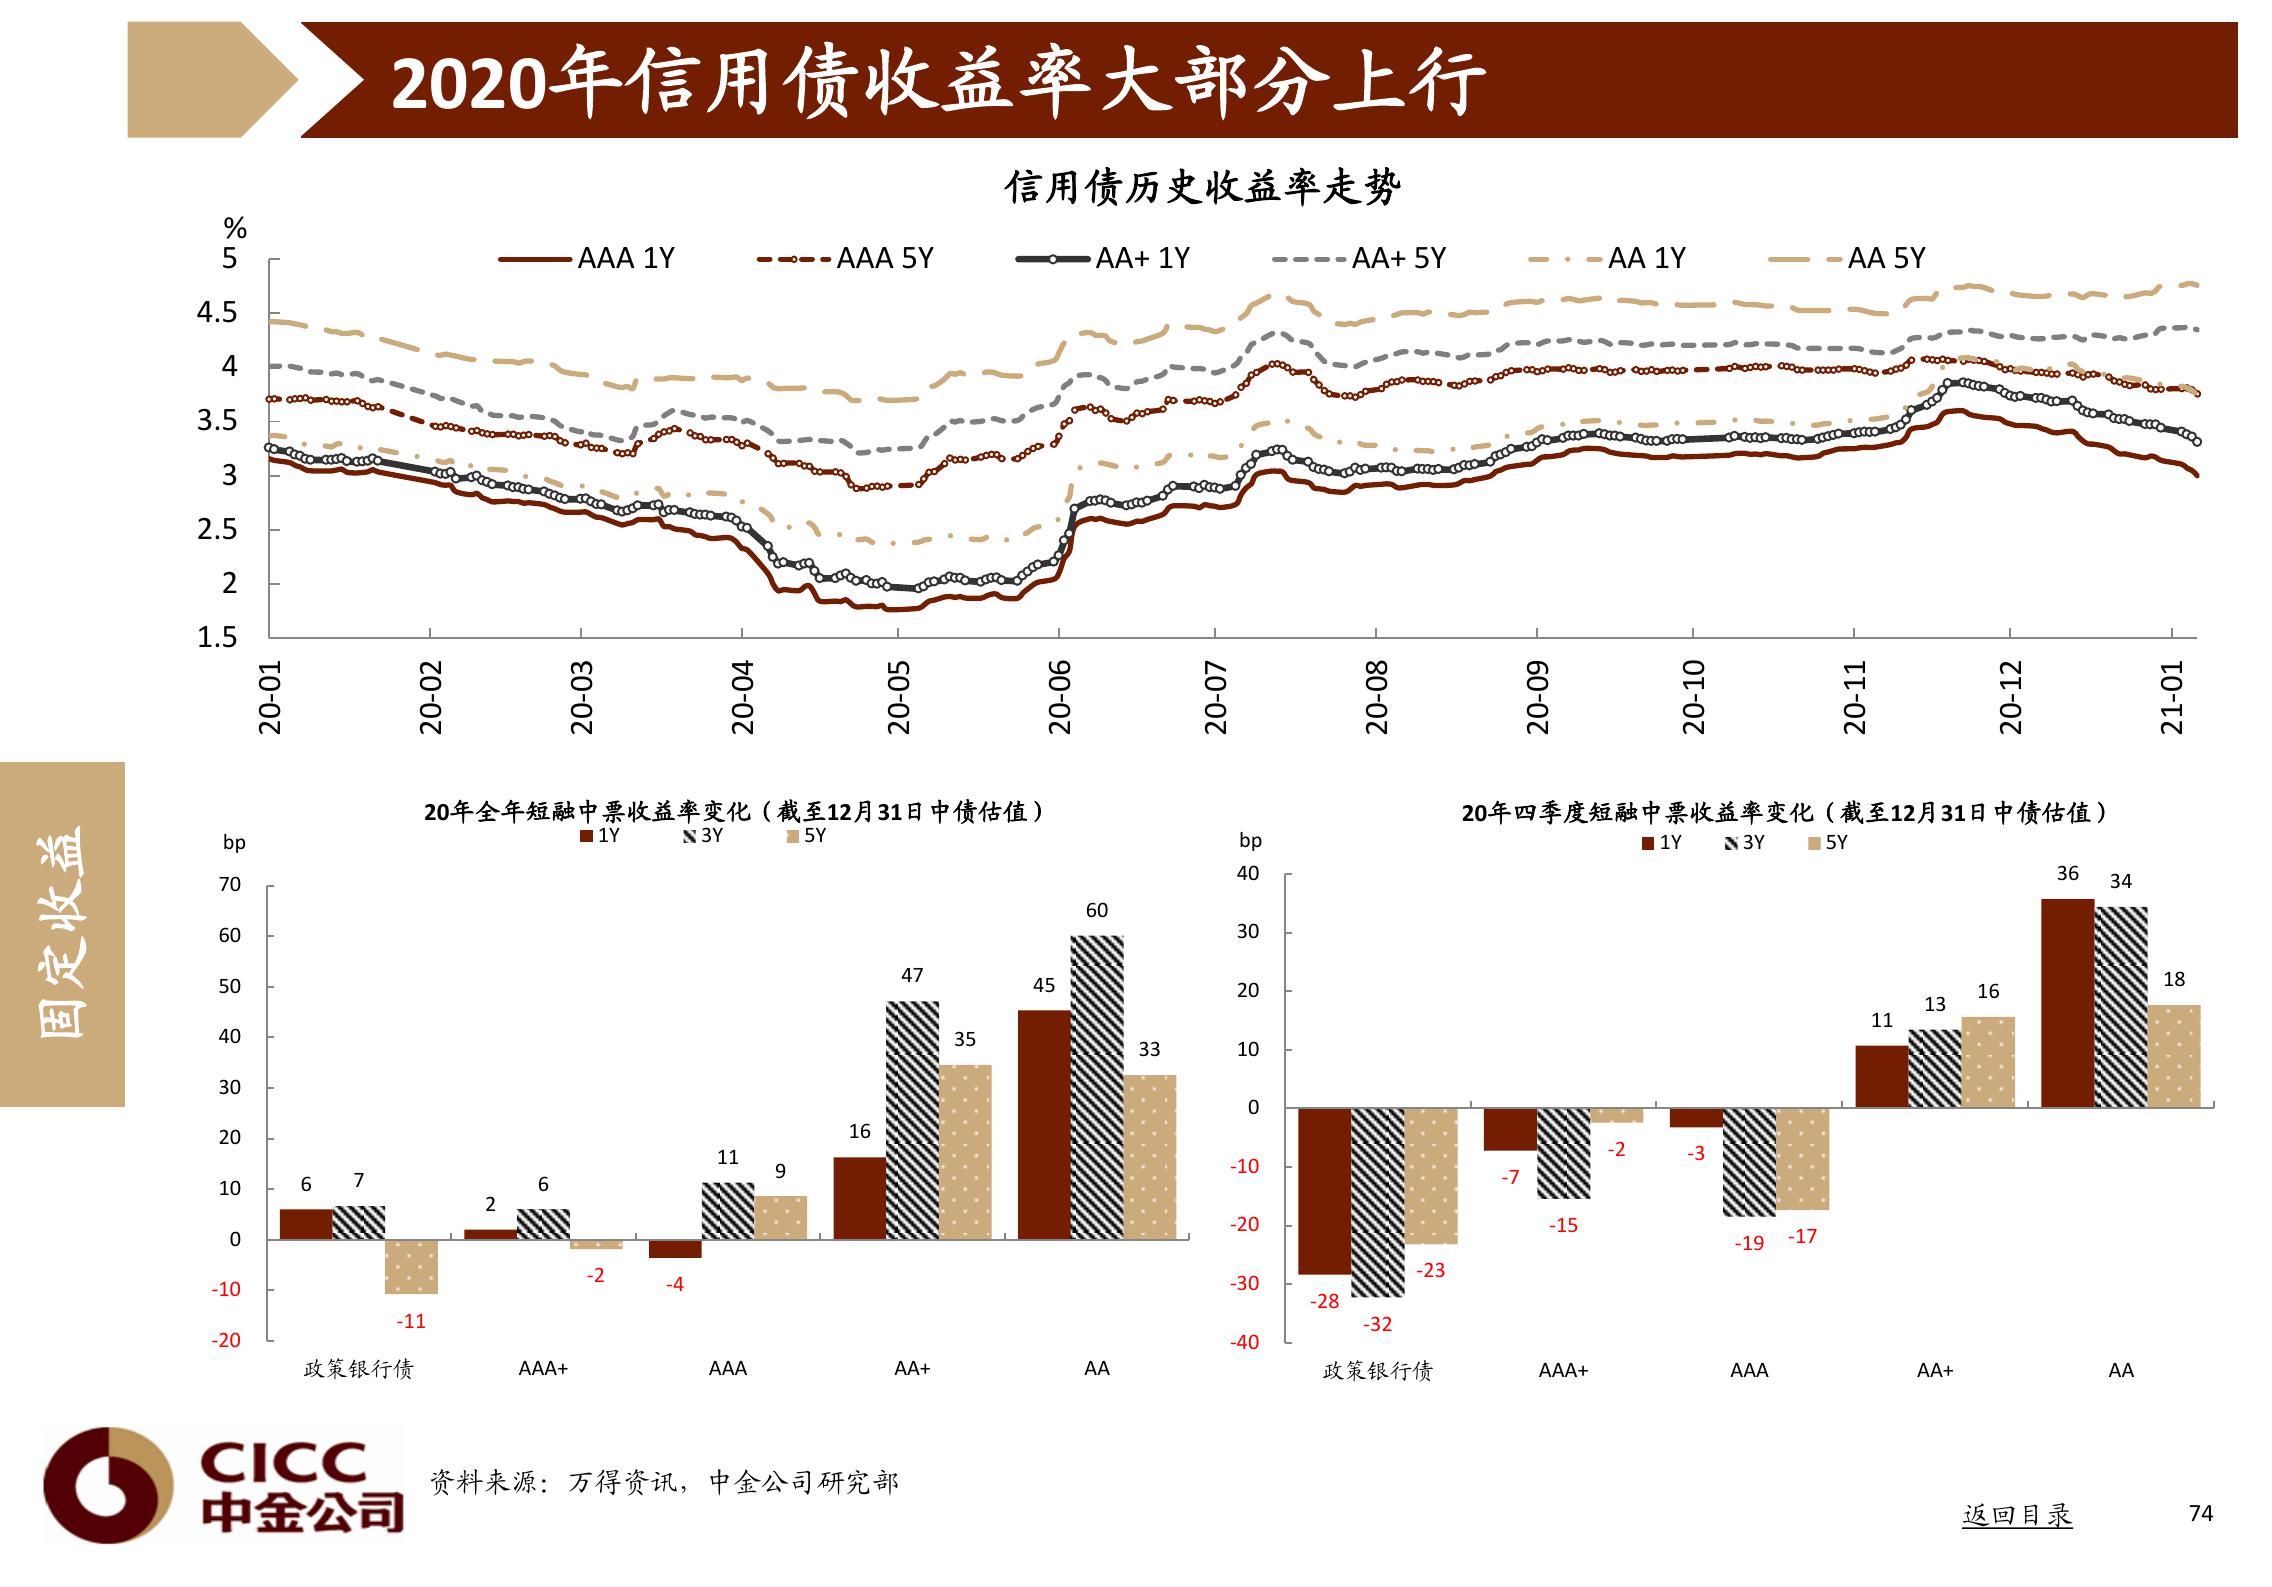 2020年信用债收益率大部分上行
信用债历史收益率走势
%
AAA 1Y AAA 5Y AA+ 1Y AA+ 5Y AA 1Y AA 5Y
5
4.5
4
3.5
3
2.5
2
1.5
20-01 20-02 20-03 20-04 20-05 20-06 20-07 20-08 20-09 20-10 20-11 20-12 21-01
固定收益
20年全年短融中票收益率变化（截至12月31日中债估值）
bp
1Y 3Y 5Y
70
60
50
40
30
20
10
0
-10
-20
6 7 -11
2 6 -2
-4 11 9
16 47 35
45 60 33
政策银行债 AAA+ AAA AA+ AA
20年四季度短融中票收益率变化（截至12月31日中债估值）
bp
1Y 3Y 5Y
40
30
20
10
0
-10
-20
-30
-40
-28 -32 -23
-7 -15 -2
-3 -19 -17
11 13 16
36 34 18
政策银行债 AAA+ AAA AA+ AA
CICC
中金公司
资料来源：万得资讯，中金公司研究部
返回目录
74